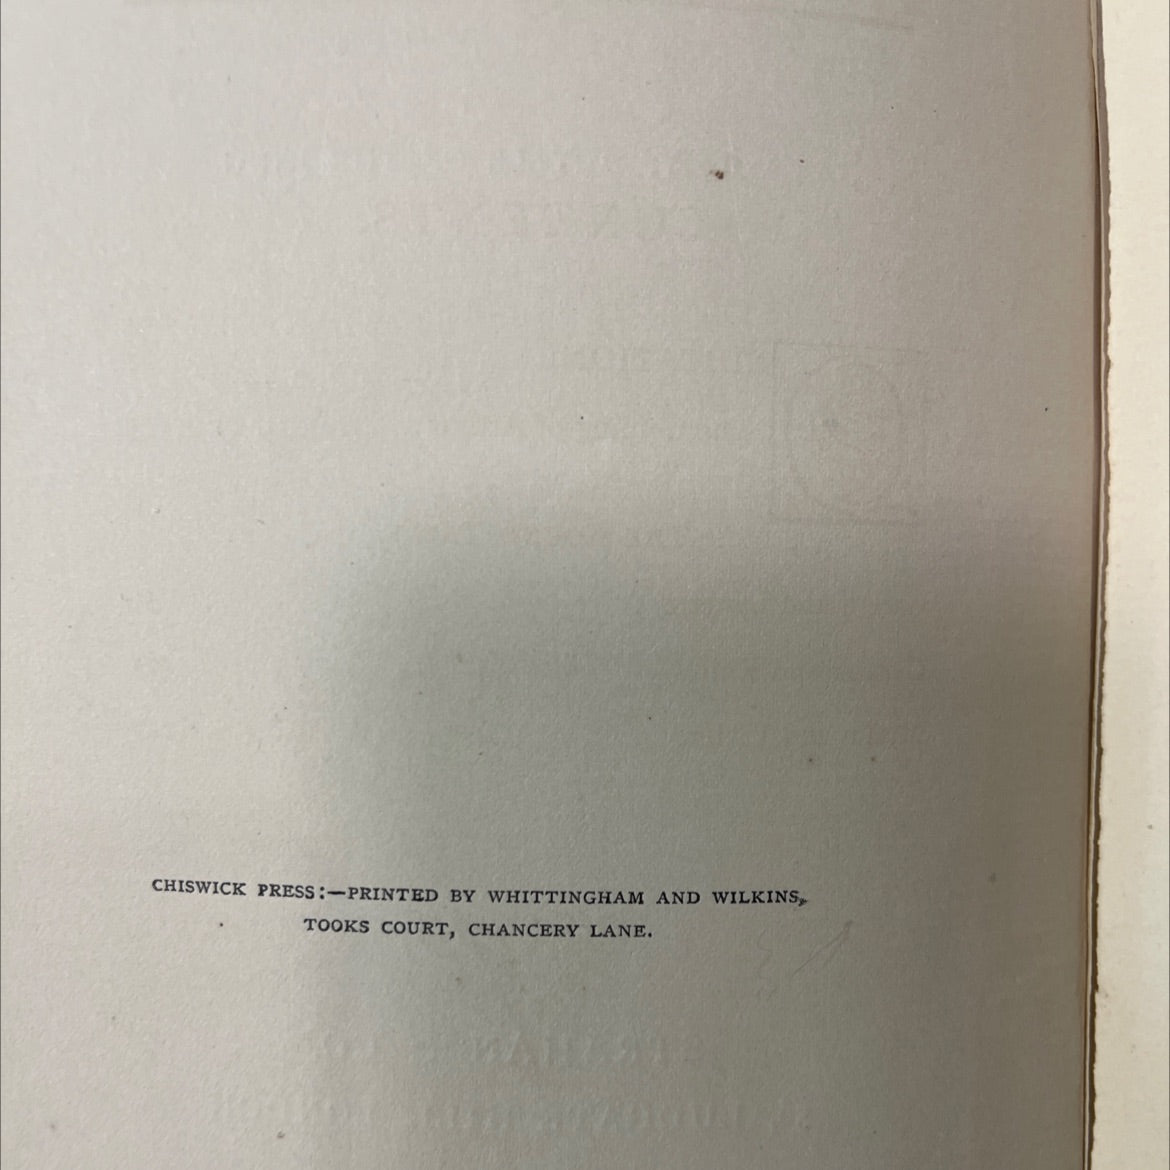 CHISWICK PRESS:—PRINTED BY WHITTINGHAM AND WILKINS,
TOOKS COURT, CHANCERY LANE.